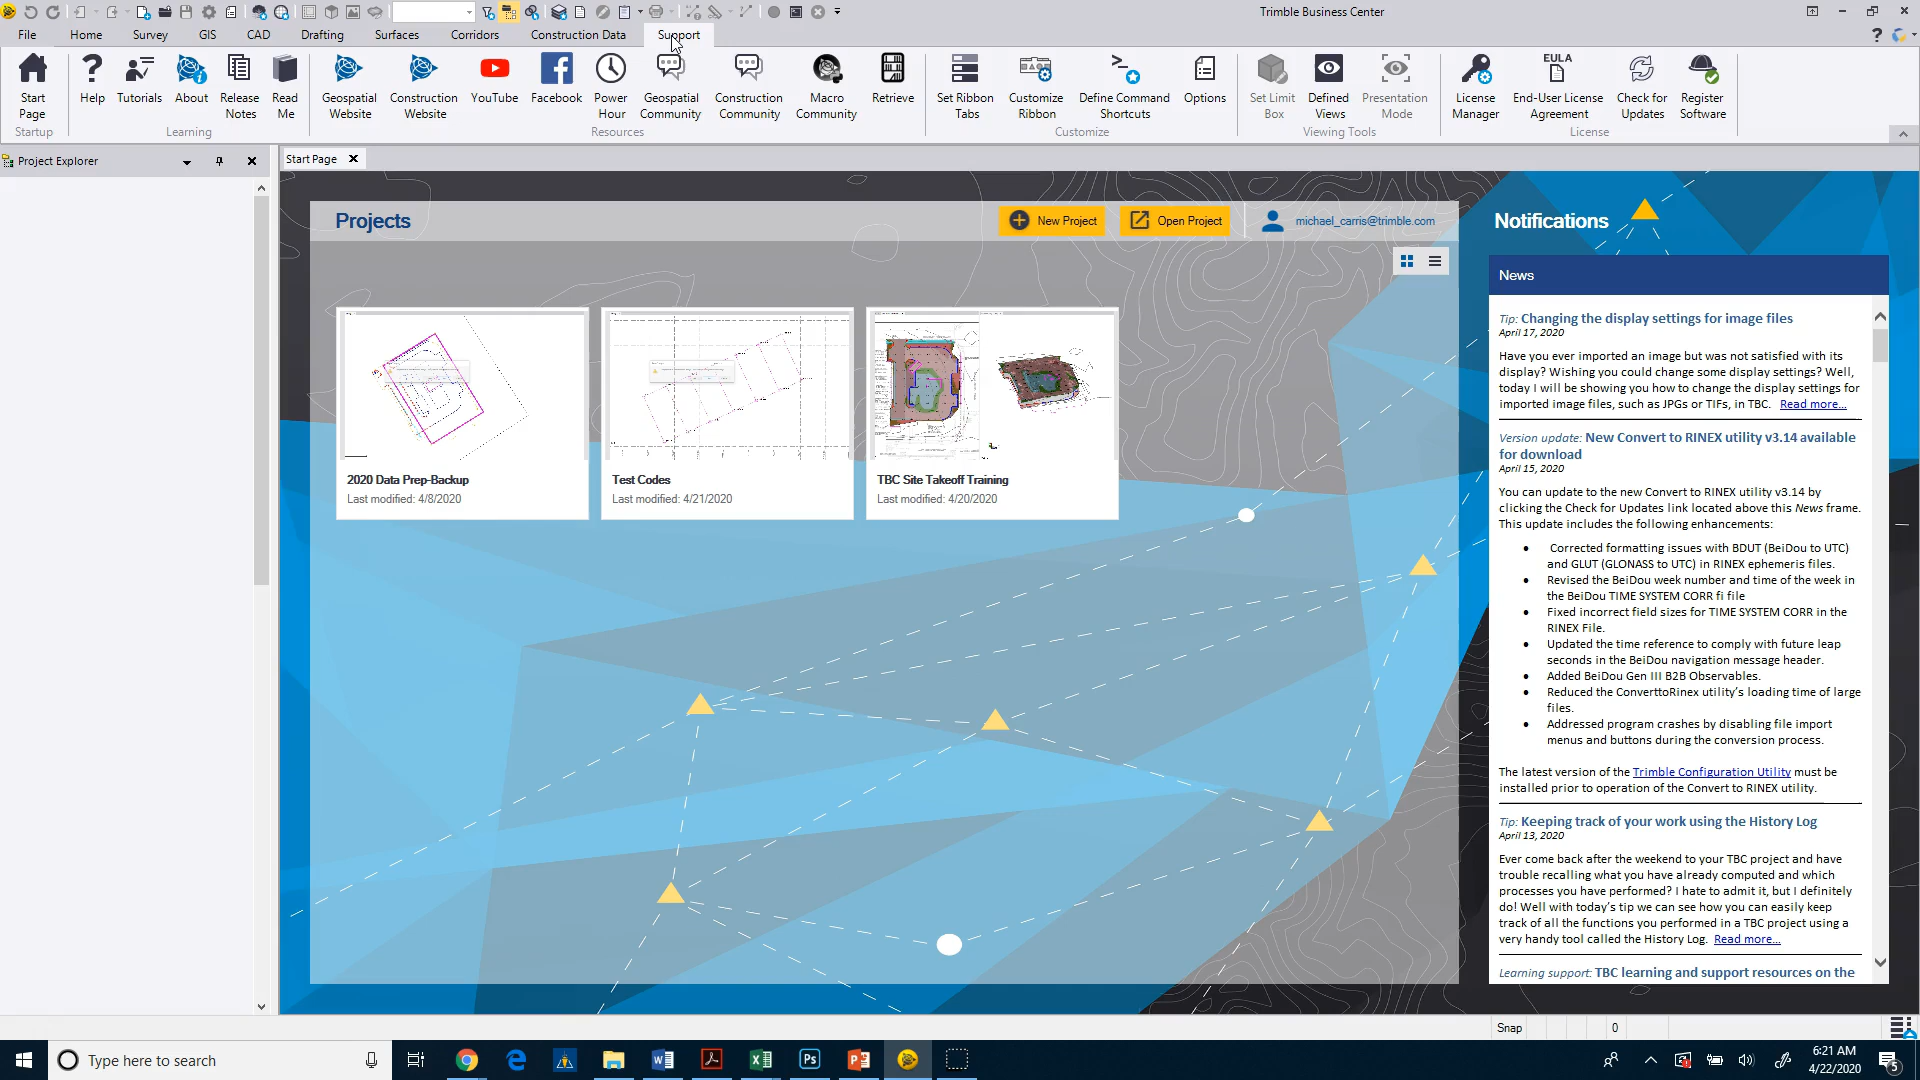 Trimble Business Center
File Home Survey GIS CAD Drafting Surfaces Corridors Construction Data Support
Start Page
Help
Tutorials
About
Release Notes
Read Me
Geospatial Website
Construction Website
YouTube
Facebook
Power Hour
Geospatial Community
Construction Community
Macro Community
Retrieve
Set Ribbon Tabs
Customize Ribbon
Define Command Shortcuts
Options
Set Limit Box
Defined Views
Presentation Mode
License Manager
EULA
End-User License Agreement
Check for Updates
Register Software
Startup Learning Resources Customize Viewing Tools License
Project Explorer
Start Page
Projects
New Project
Open Project
michael_carris@trimble.com
2020 Data Prep-Backup
Last modified: 4/8/2020
Test Codes
Last modified: 4/21/2020
TBC Site Takeoff Training
Last modified: 4/20/2020
Notifications
News
Tip: Changing the display settings for image files
April 17, 2020
Have you ever imported an image but was not satisfied with its
display? Wishing you could change some display settings? Well,
today I will be showing you how to change the display settings for
imported image files, such as JPGs or TIFs, in TBC. Read more...
Version update: New Convert to RINEX utility v3.14 available
for download
April 15, 2020
You can update to the new Convert to RINEX utility v3.14 by
clicking the Check for Updates link located above this News frame.
This update includes the following enhancements:
• Corrected formatting issues with BDUT (BeiDou to UTC)
and GLUT (GLONASS to UTC) in RINEX ephemeris files.
• Revised the BeiDou week number and time of the week in
the BeiDou TIME SYSTEM CORR fi file
• Fixed incorrect field sizes for TIME SYSTEM CORR in the
RINEX File.
• Updated the time reference to comply with future leap
seconds in the BeiDou navigation message header.
• Added BeiDou Gen III B2B Observables.
• Reduced the ConverttoRinex utility's loading time of large
files.
• Addressed program crashes by disabling file import
menus and buttons during the conversion process.
The latest version of the Trimble Configuration Utility must be
installed prior to operation of the Convert to RINEX utility.
Tip: Keeping track of your work using the History Log
April 13, 2020
Ever come back after the weekend to your TBC project and have
trouble recalling what you have already computed and which
processes you have performed? I hate to admit it, but I definitely
do! Well with today's tip we can see how you can easily keep
track of all the functions you performed in a TBC project using a
very handy tool called the History Log. Read more...
Learning support: TBC learning and support resources on the
Snap 0
Type here to search
6:21 AM
4/22/2020
5